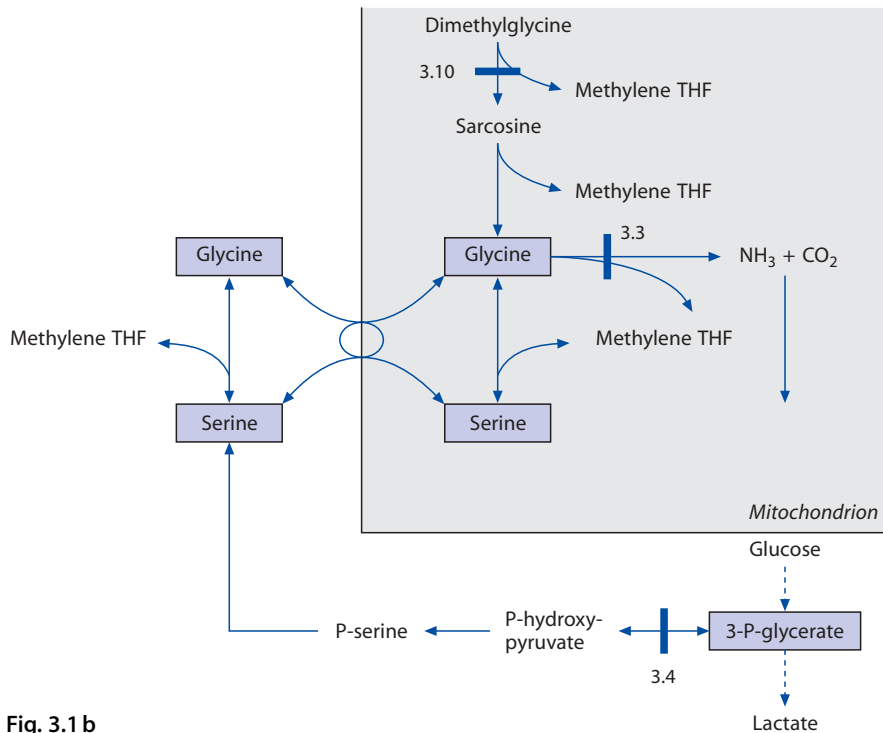 Dimethylglycine
3.10
Methylene THF
Sarcosine
Methylene THF
3.3
Glycine
Glycine
NH₃ + CO₂
Methylene THF
Methylene THF
Serine
Serine
Mitochondrion
Glucose
P-serine
P-hydroxy-
pyruvate
3-P-glycerate
3.4
Fig. 3.1 b
Lactate